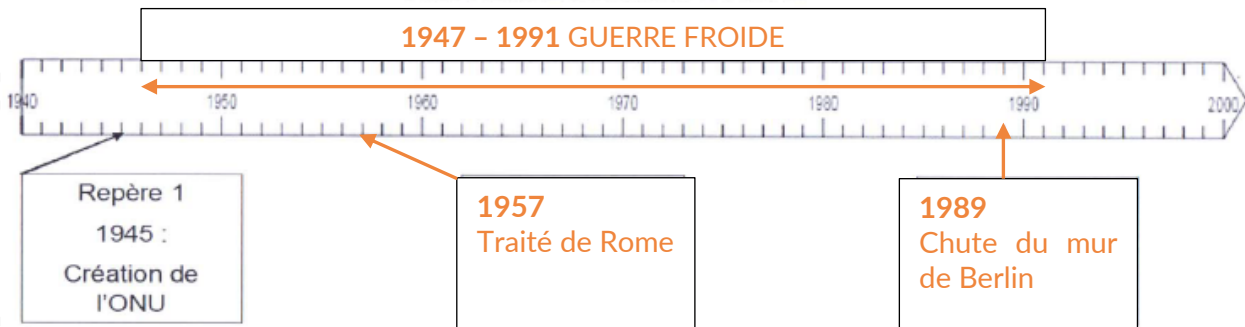 1947 – 1991 GUERRE FROIDE
1940 1950 1960 1970 1980 1990 2000
Repère 1
1945 :
Création de
l'ONU
1957
Traité de Rome
1989
Chute du mur
de Berlin